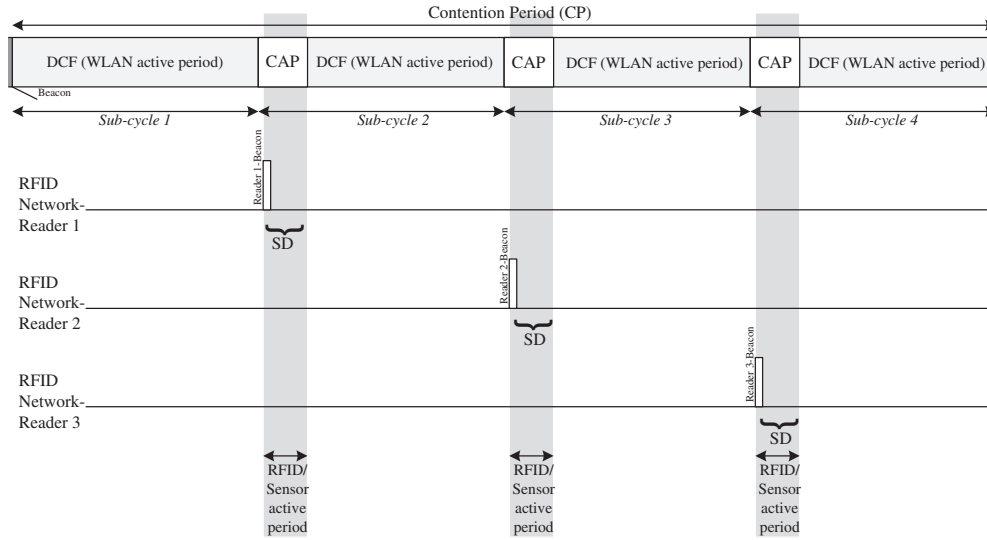 Contention Period (CP)
DCF (WLAN active period)
CAP
DCF (WLAN active period)
CAP
DCF (WLAN active period)
CAP
DCF (WLAN active period)
Beacon
Sub-cycle 1
Sub-cycle 2
Sub-cycle 3
Sub-cycle 4
RFID
Network-
Reader 1
Reader 1-Beacon
SD
RFID
Network-
Reader 2
Reader 2-Beacon
SD
RFID
Network-
Reader 3
Reader 3-Beacon
SD
RFID/
Sensor
active
period
RFID/
Sensor
active
period
RFID/
Sensor
active
period